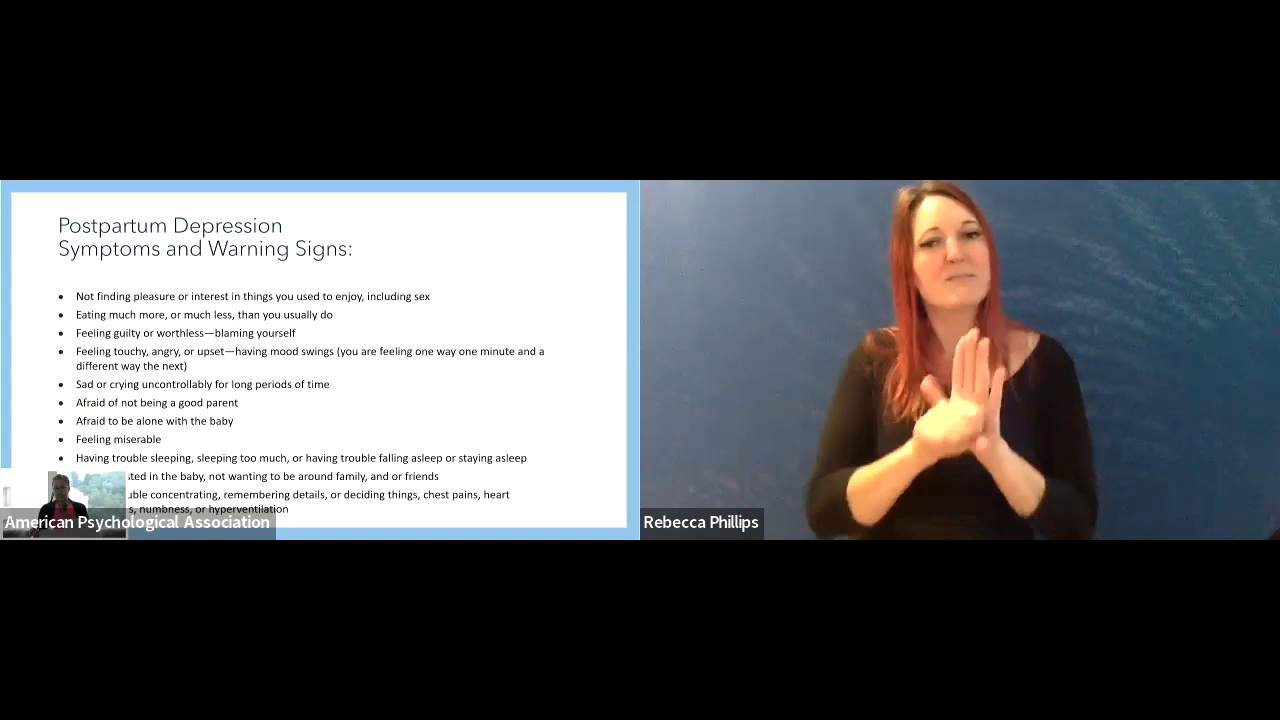 Postpartum Depression
Symptoms and Warning Signs:
• Not finding pleasure or interest in things you used to enjoy, including sex
• Eating much more, or much less, than you usually do
• Feeling guilty or worthless—blaming yourself
• Feeling touchy, angry, or upset—having mood swings (you are feeling one way one minute and a
different way the next)
• Sad or crying uncontrollably for long periods of time
• Afraid of not being a good parent
• Afraid to be alone with the baby
• Feeling miserable
• Having trouble sleeping, sleeping too much, or having trouble falling asleep or staying asleep
in the baby, not wanting to be around family, and or friends
concentrating, remembering details, or deciding things, chest pains, heart
numbness, or hyperventilation
American Psychological Association
Rebecca Phillips